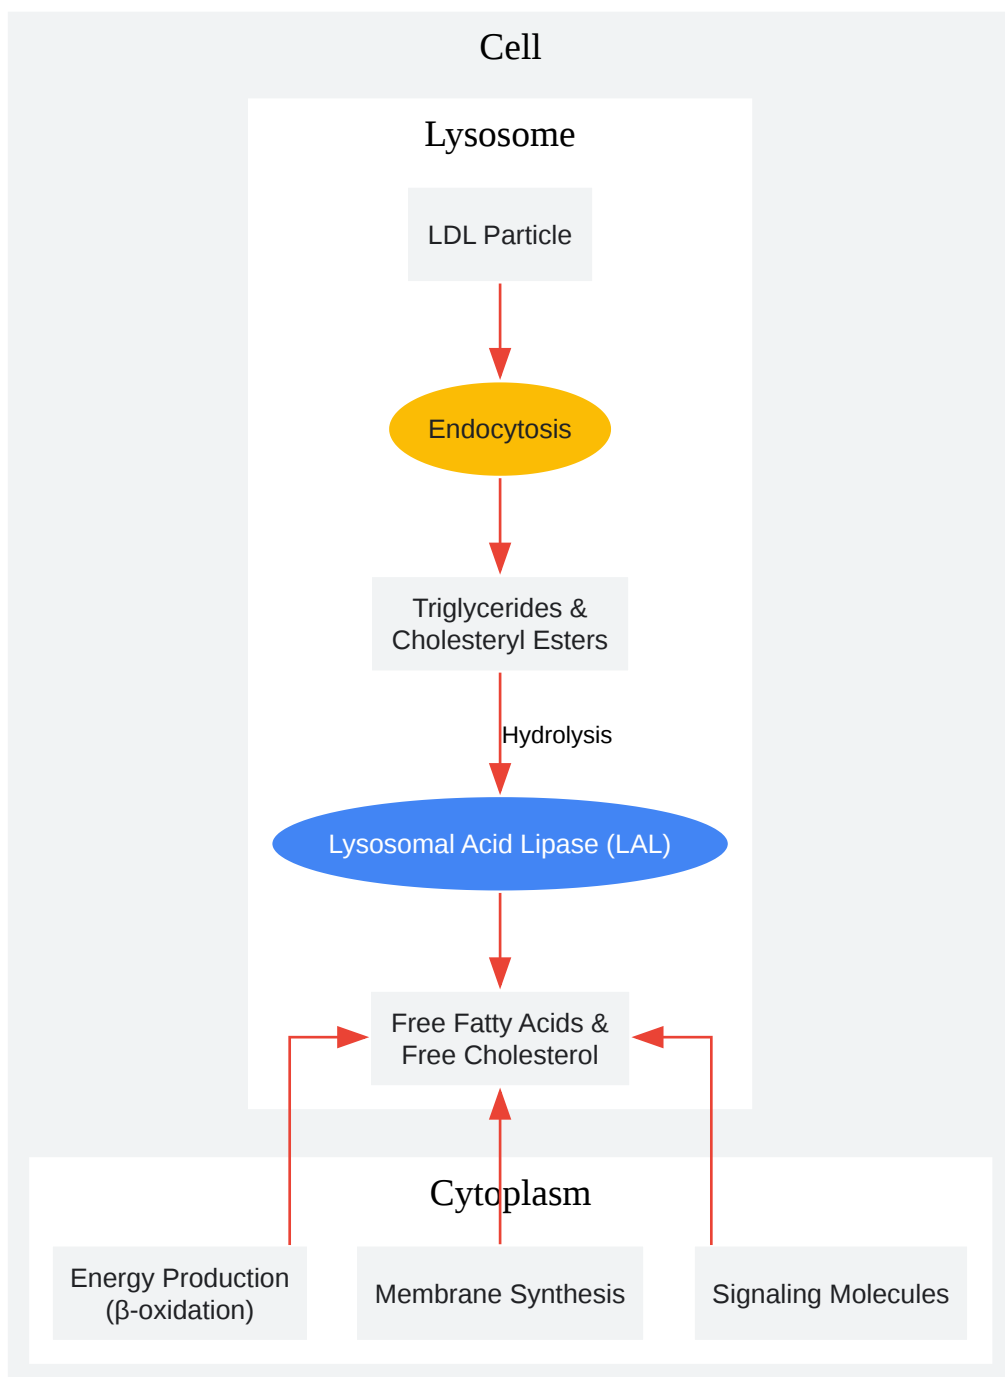 Cell
Lysosome
LDL Particle
Endocytosis
Triglycerides &
Cholesteryl Esters
Hydrolysis
Lysosomal Acid Lipase (LAL)
Free Fatty Acids &
Free Cholesterol
Cytoplasm
Energy Production
(β-oxidation)
Membrane Synthesis
Signaling Molecules